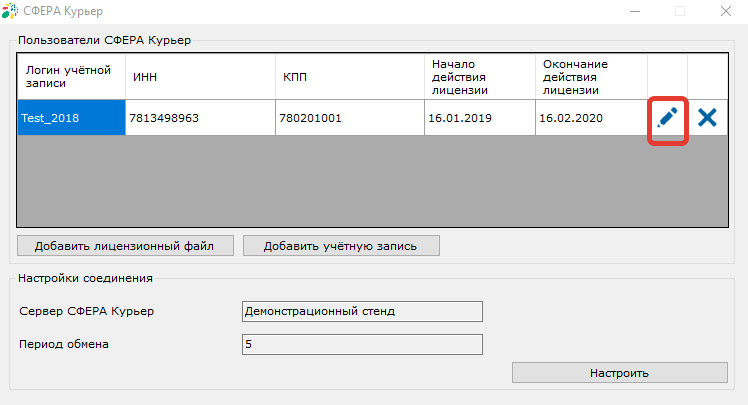 СФЕРА Курьер
Пользователи СФЕРА Курьер
Логин учётной
записи
ИНН
КПП
Начало
действия
лицензии
Окончание
действия
лицензии
Test_2018
7813498963
780201001
16.01.2019
16.02.2020
Добавить лицензионный файл
Добавить учётную запись
Настройки соединения
Сервер СФЕРА Курьер
Демонстрационный стенд
Период обмена
5
Настроить